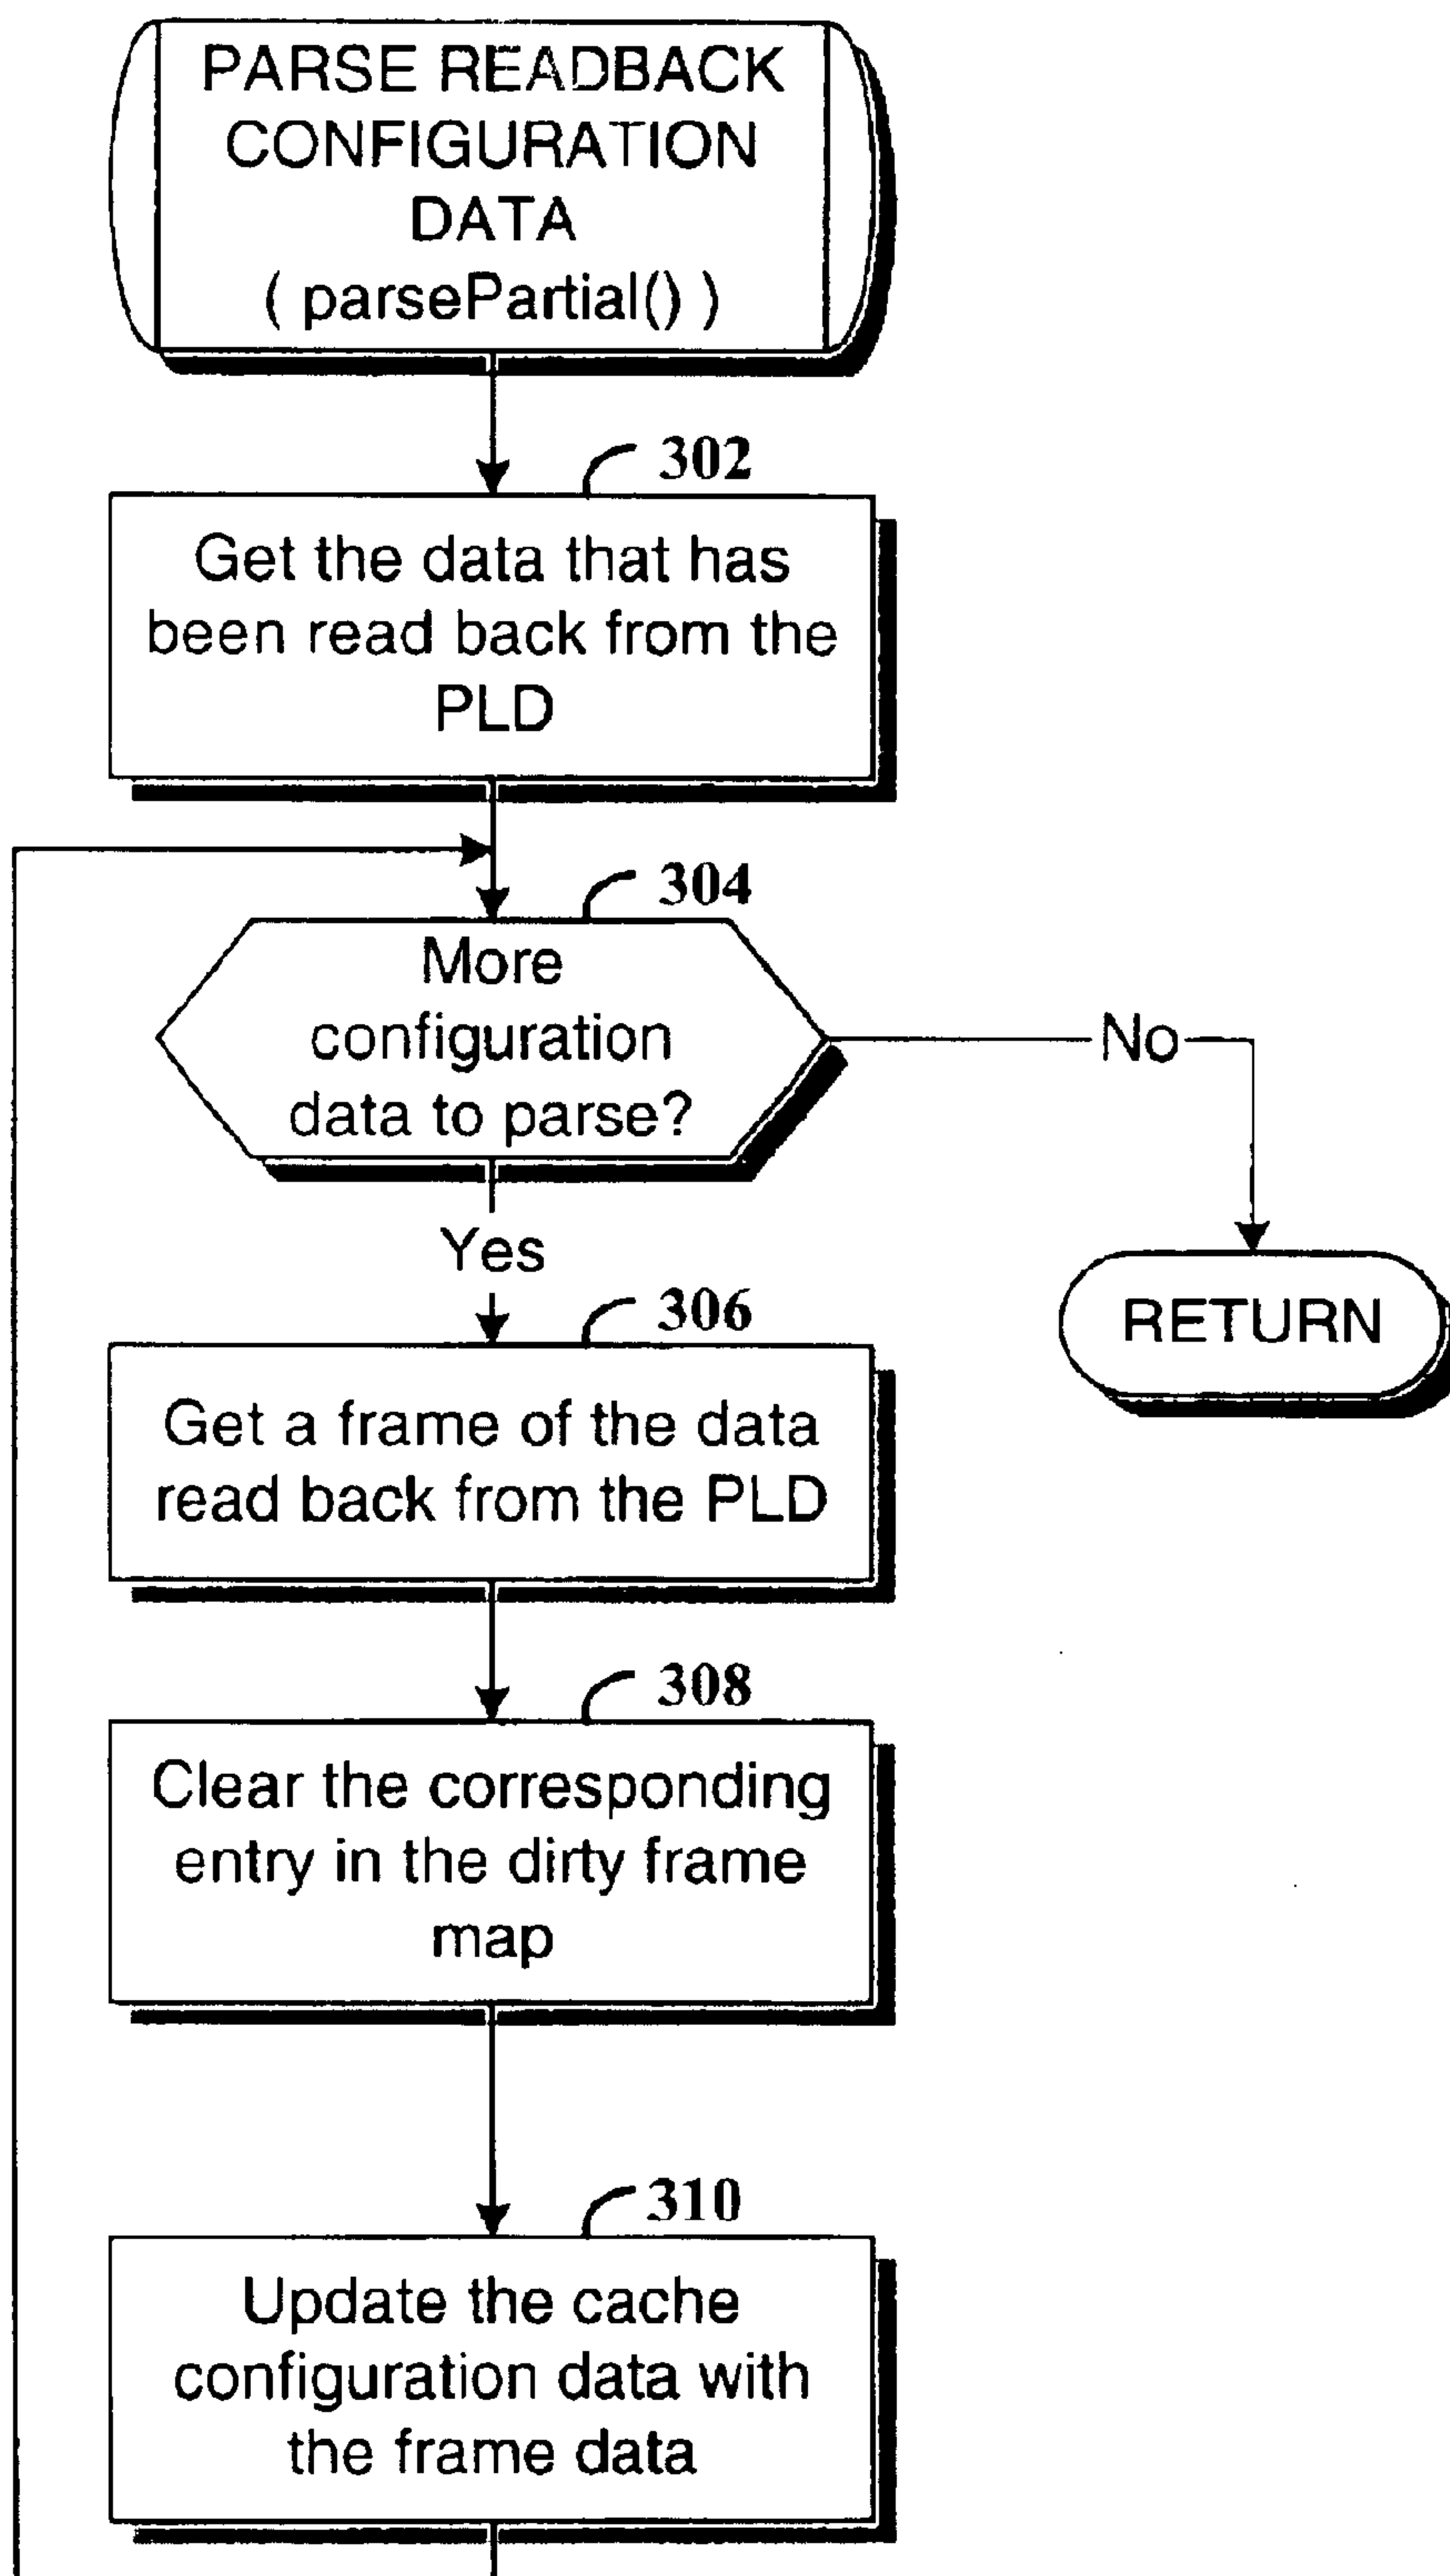 PARSE READBACK
CONFIGURATION
DATA
( parsePartial() )
302
Get the data that has
been read back from the
PLD
304
More
configuration
data to parse?
No
Yes
RETURN
306
Get a frame of the data
read back from the PLD
308
Clear the corresponding
entry in the dirty frame
map
310
Update the cache
configuration data with
the frame data